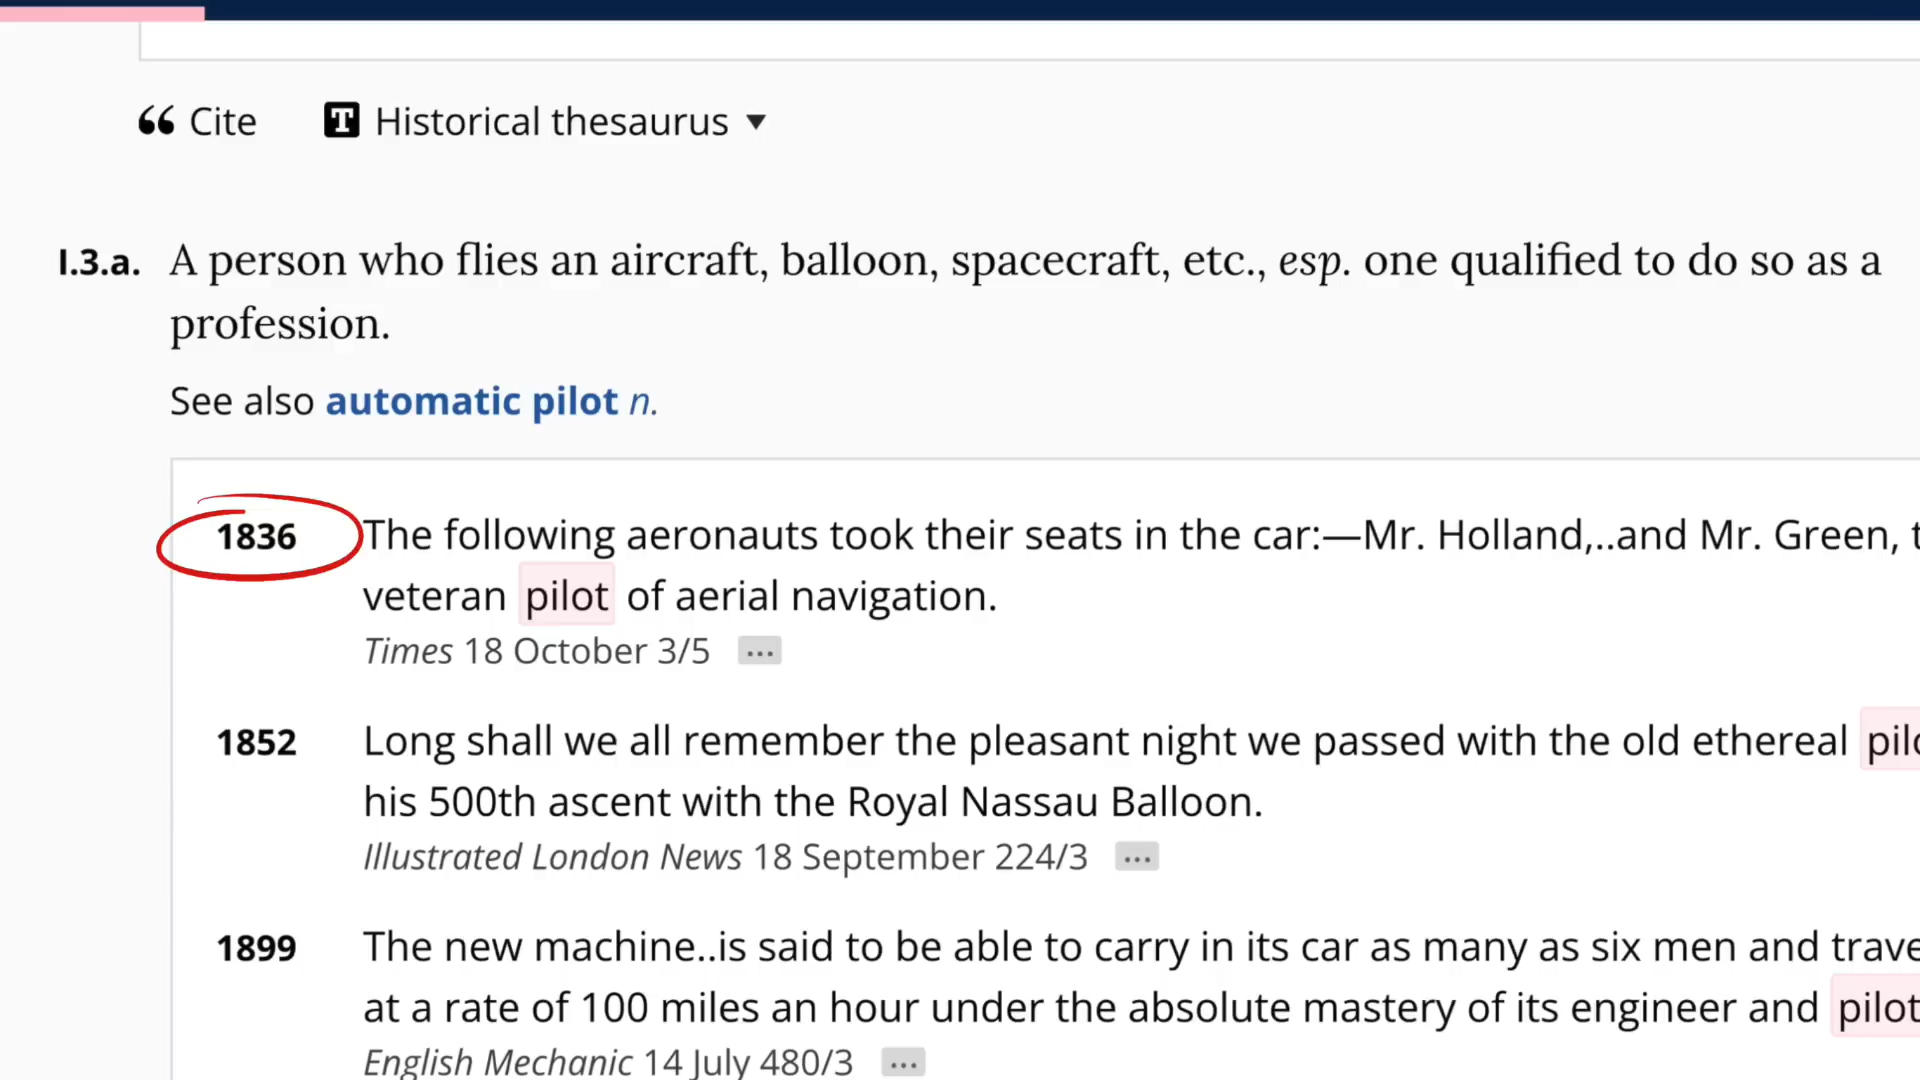 Cite
Historical thesaurus
I.3.a. A person who flies an aircraft, balloon, spacecraft, etc., esp. one qualified to do so as a
profession.
See also automatic pilot n.
1836 The following aeronauts took their seats in the car:—Mr. Holland,..and Mr. Green,
veteran pilot of aerial navigation.
Times 18 October 3/5 ...
1852 Long shall we all remember the pleasant night we passed with the old ethereal
his 500th ascent with the Royal Nassau Balloon.
Illustrated London News 18 September 224/3 ...
1899 The new machine..is said to be able to carry in its car as many as six men and
at a rate of 100 miles an hour under the absolute mastery of its engineer and pilot
English Mechanic 14 July 480/3 ...